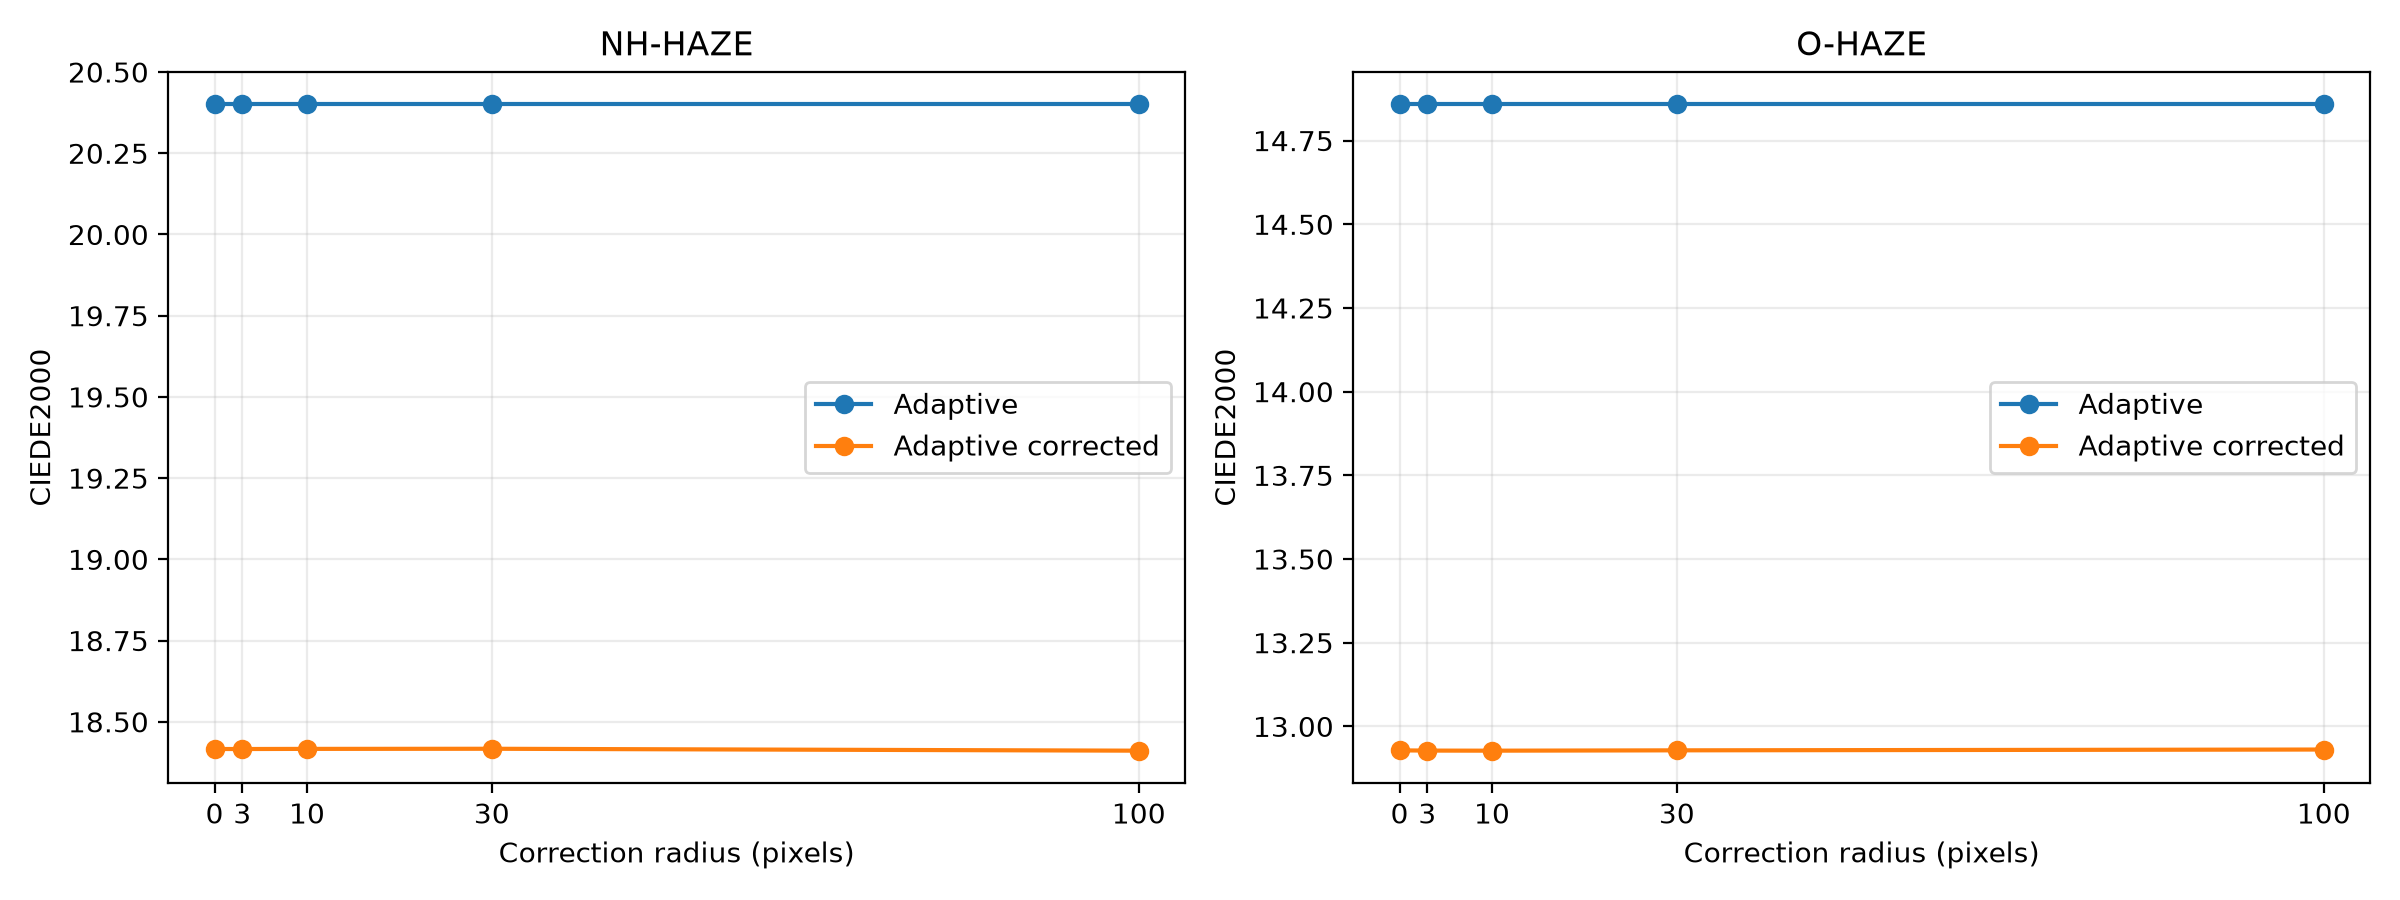 NH-HAZE
20.50
20.25
20.00
19.75
19.50
19.25
19.00
18.75
18.50
CIEDE2000
Adaptive
Adaptive corrected
0 3 10 30 100
Correction radius (pixels)
O-HAZE
14.75
14.50
14.25
14.00
13.75
13.50
13.25
13.00
CIEDE2000
Adaptive
Adaptive corrected
0 3 10 30 100
Correction radius (pixels)